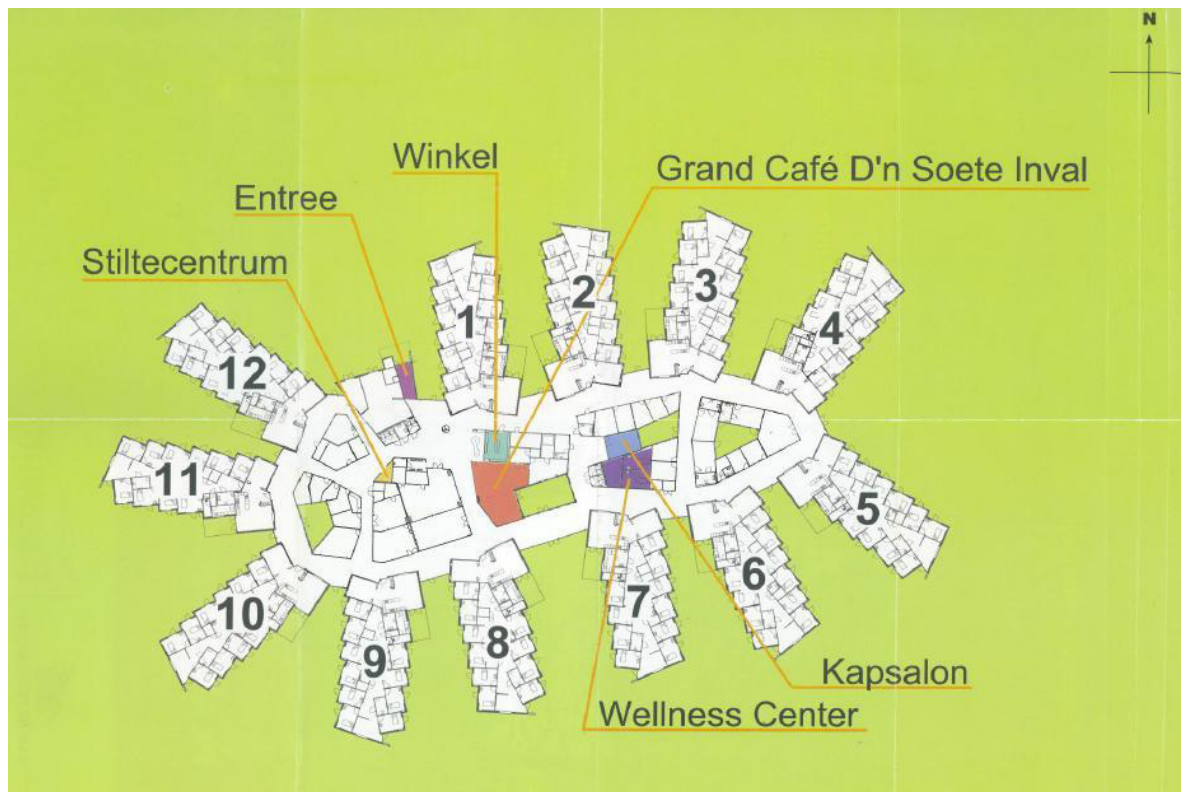 N
Winkel
Grand Café D'n Soete Inval
Entree
Stiltecentrum
1
2
3
4
12
11
5
6
10
7
8
9
Kapsalon
Wellness Center